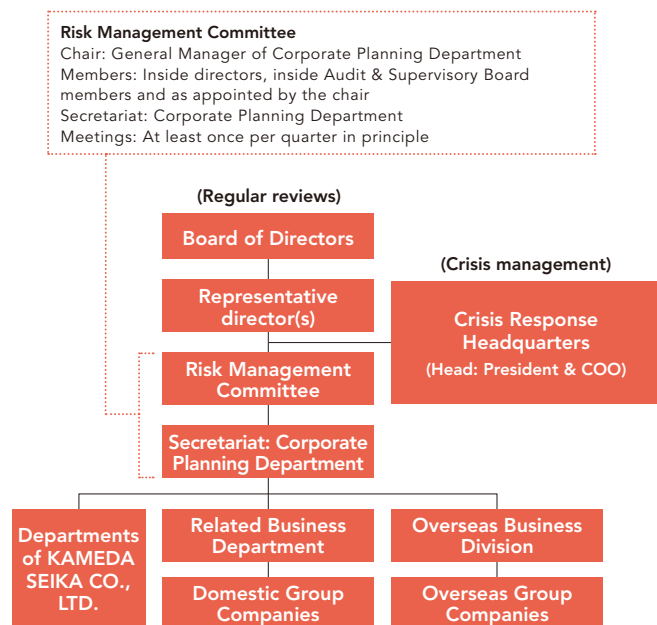 Risk Management Committee
Chair: General Manager of Corporate Planning Department
Members: Inside directors, inside Audit & Supervisory Board
members and as appointed by the chair
Secretariat: Corporate Planning Department
Meetings: At least once per quarter in principle
(Regular reviews)
Board of Directors
Representative
director(s)
(Crisis management)
Crisis Response
Headquarters
(Head: President & COO)
Risk Management
Committee
Secretariat: Corporate
Planning Department
Departments
of KAMEDA
SEIKA CO.,
LTD.
Related Business
Department
Domestic Group
Companies
Overseas Business
Division
Overseas Group
Companies